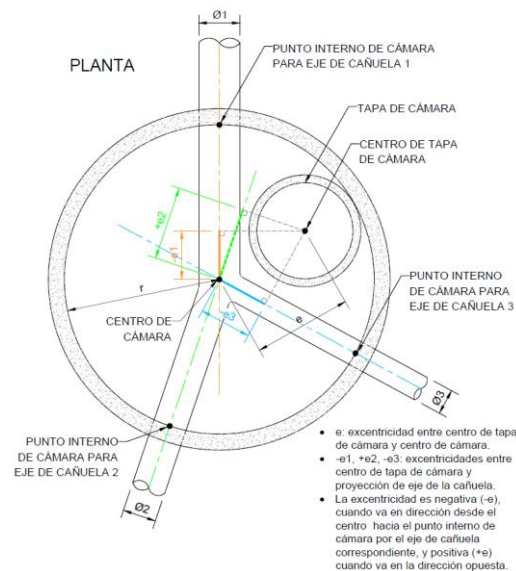 Ø1
PLANTA
PUNTO INTERNO DE CÁMARA
PARA EJE DE CAÑUELA 1
TAPA DE CÁMARA
CENTRO DE TAPA
DE CÁMARA
+e2
-e1
r
CENTRO DE
CÁMARA
-e3
e
PUNTO INTERNO
DE CÁMARA PARA
EJE DE CAÑUELA 3
Ø3
PUNTO INTERNO
DE CÁMARA PARA
EJE DE CAÑUELA 2
Ø2
• e: excentricidad entre centro de tapa
de cámara y centro de cámara.
• -e1, +e2, -e3: excentricidades entre
centro de tapa de cámara y
proyección de eje de la cañuela.
• La excentricidad es negativa (-e),
cuando va en dirección desde el
centro hacia el punto interno de
cámara por el eje de cañuela
correspondiente, y positiva (+e)
cuando va en la dirección opuesta.